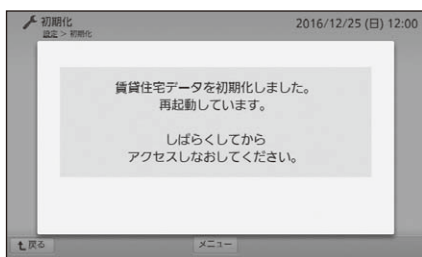 初期化
2016/12/25 (日) 12:00
設定 > 初期化
賃貸住宅データを初期化しました。
再起動しています。
しばらくしてから
アクセスしなおしてください。
戻る
メニュー